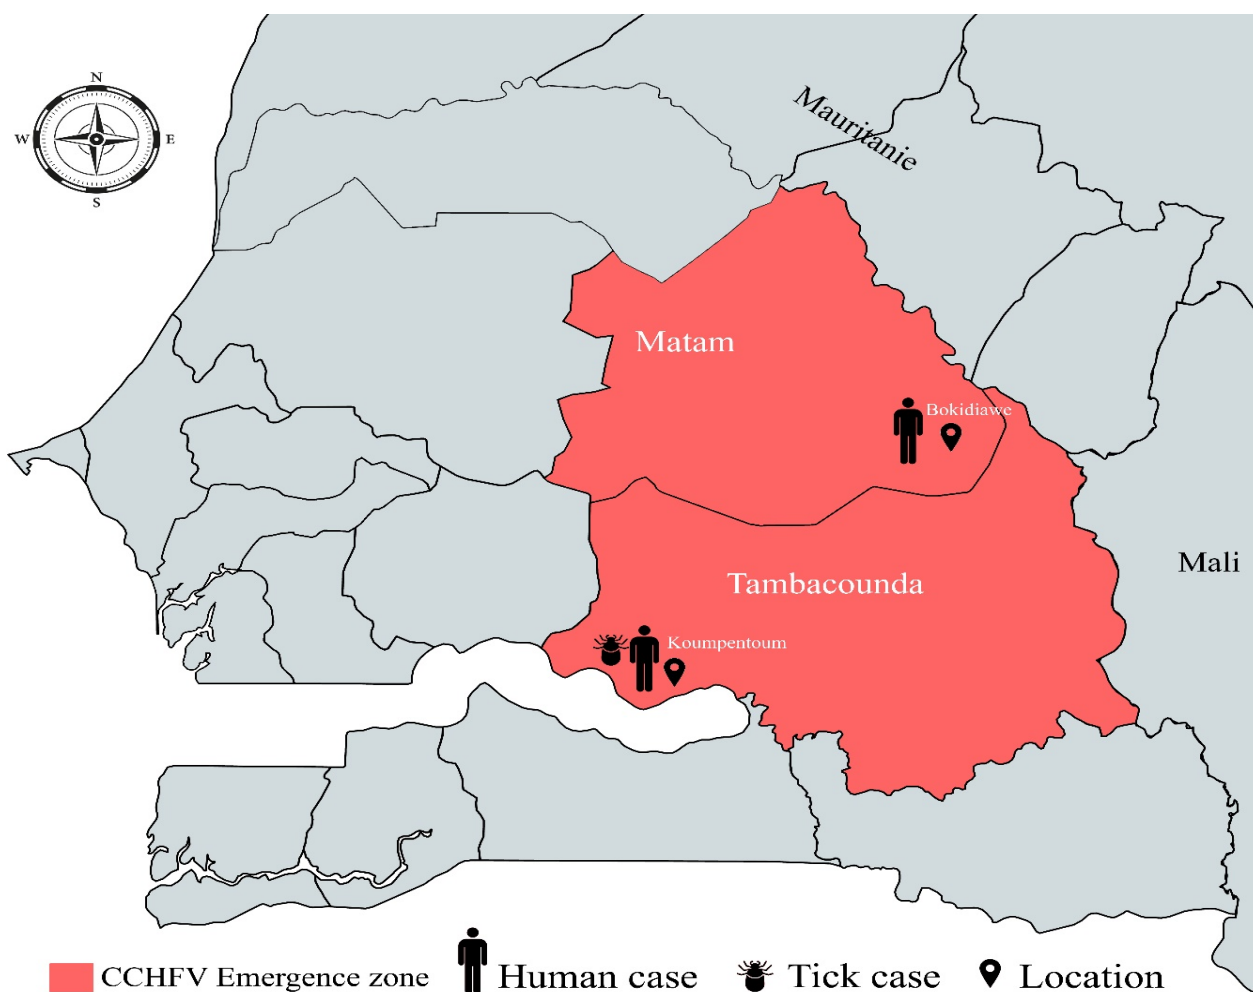 N
W E
S
Mauritanie
Matam
Bokidiawe
Mali
Tambacounda
Koumpentoum
CCHFV Emergence zone Human case Tick case Location